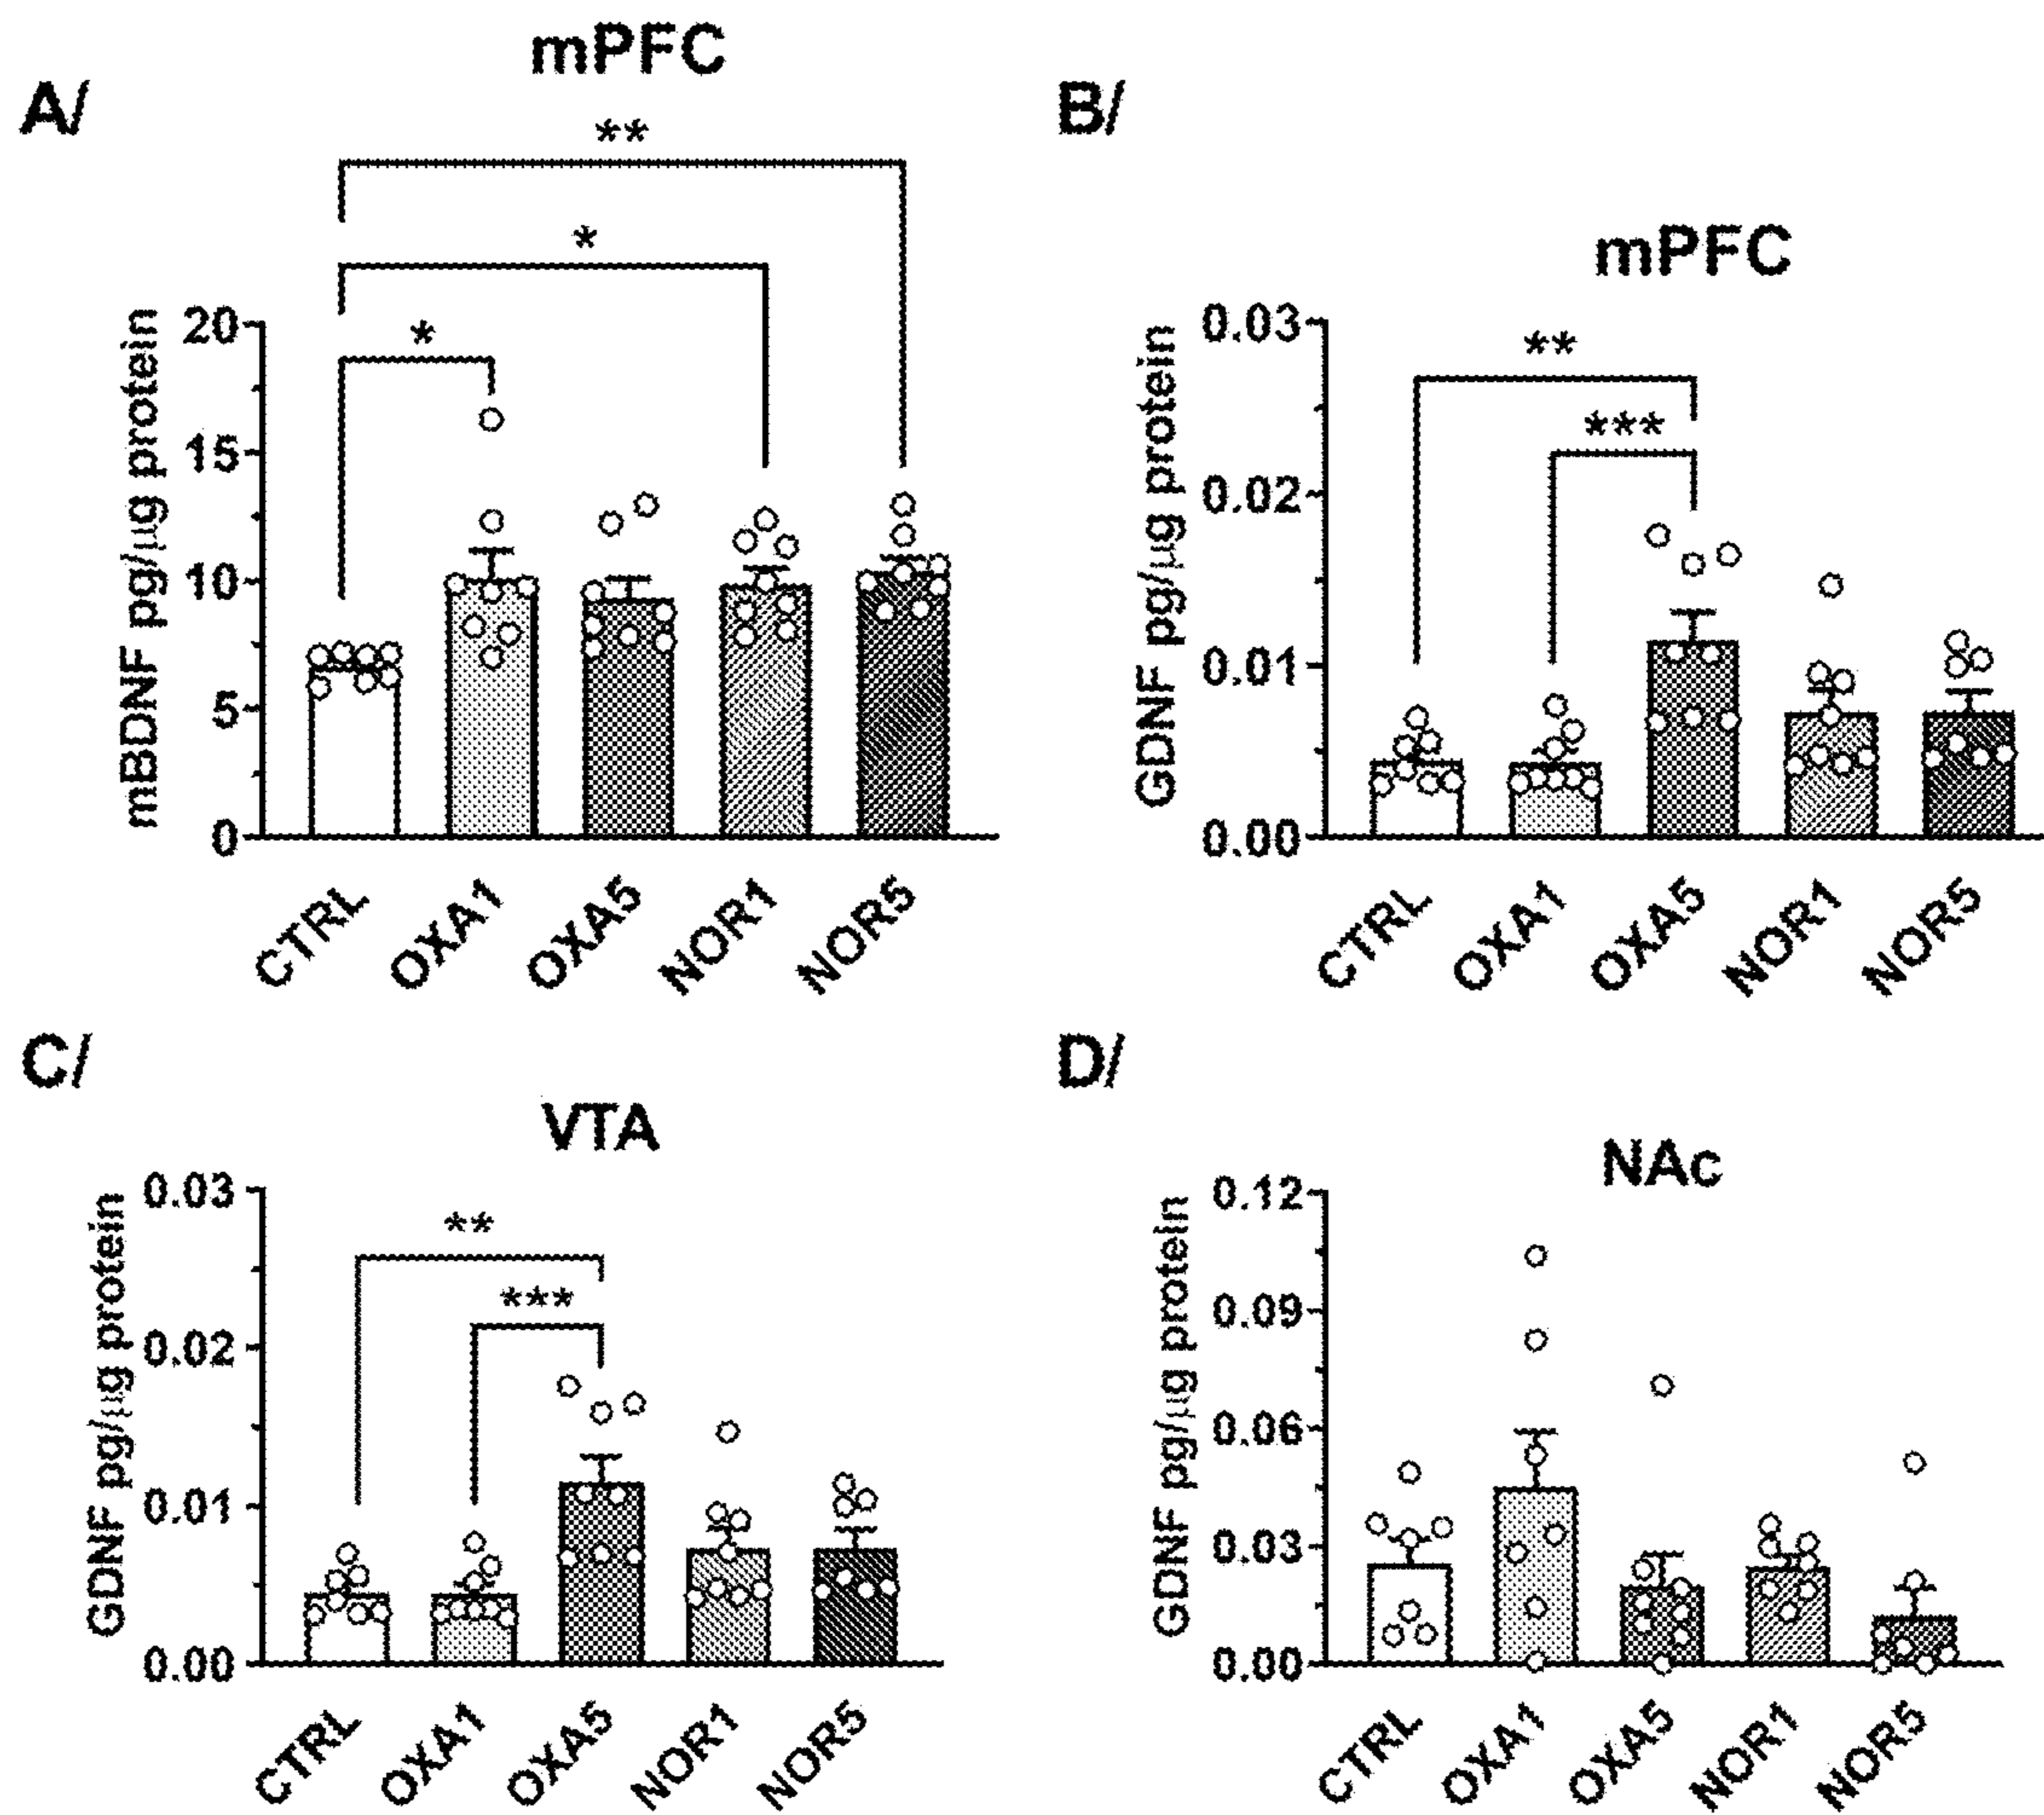 A/
mPFC
**
*
*
mBDNF pg/μg protein
20
15
10
5
0
CTRL
OXA1
OXA5
NOR1
NOR5
B/
mPFC
**
***
GDNF pg/μg protein
0.03
0.02
0.01
0.00
CTRL
OXA1
OXA5
NOR1
NOR5
C/
VTA
**
***
GDNF pg/μg protein
0.03
0.02
0.01
0.00
CTRL
OXA1
OXA5
NOR1
NOR5
D/
NAc
GDNF pg/μg protein
0.12
0.09
0.06
0.03
0.00
CTRL
OXA1
OXA5
NOR1
NOR5